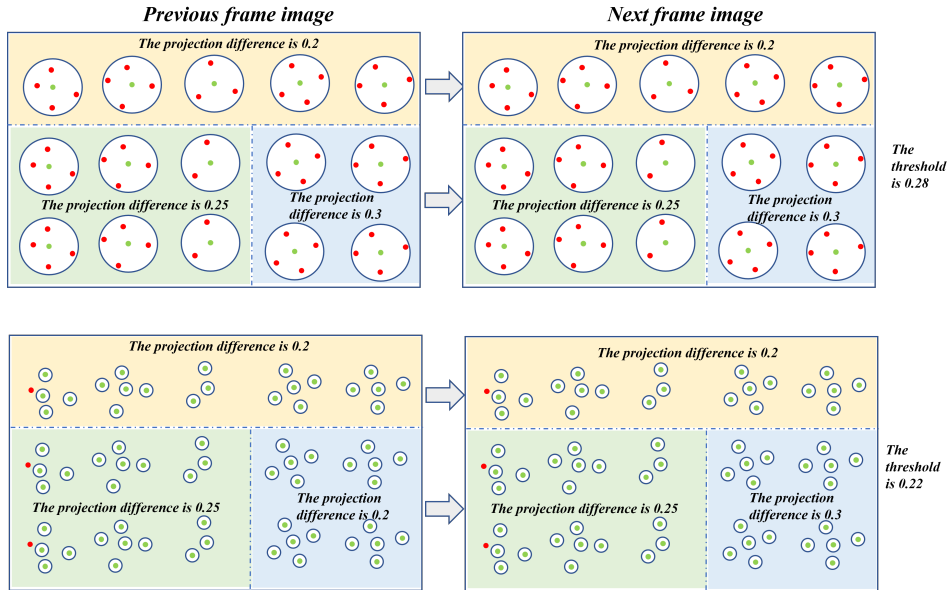 Previous frame image
Next frame image
The projection difference is 0.2
The projection difference is 0.2
The projection difference is 0.25
The projection
difference is 0.3
The projection difference is 0.25
The projection
difference is 0.3
The
threshold
is 0.28
The projection difference is 0.2
The projection difference is 0.2
The projection difference is 0.25
The projection
difference is 0.2
The projection difference is 0.25
The projection
difference is 0.3
The
threshold
is 0.22